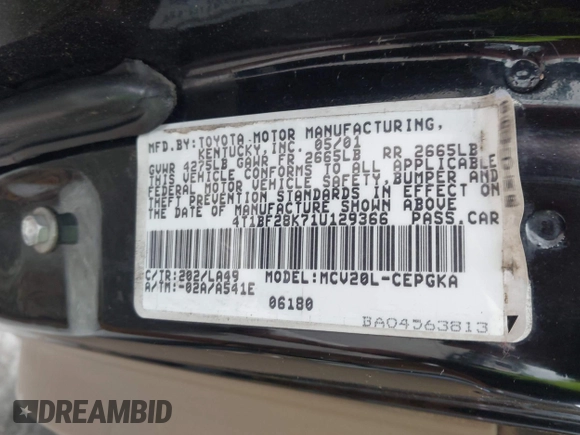 MFD.BY:TOYOTA MOTOR MANUFACTURING,
KENTUCKY,INC. 05/01
GVWR 4275LB GAWR FR 2665LB RR 2665LB
THIS VEHICLE CONFORMS TO ALL APPLICABLE
FEDERAL MOTOR VEHICLE SAFETY, BUMPER AND
THEFT PREVENTION STANDARDS IN EFFECT ON
THE DATE OF MANUFACTURE SHOWN ABOVE
4T1BF28K71U129366 PASS.CAR
C/TR:202/LA49 MODEL:MCV20L-CEPGKA
A/TM:-02A/A541E
06180
BA04563813
DREAMBID